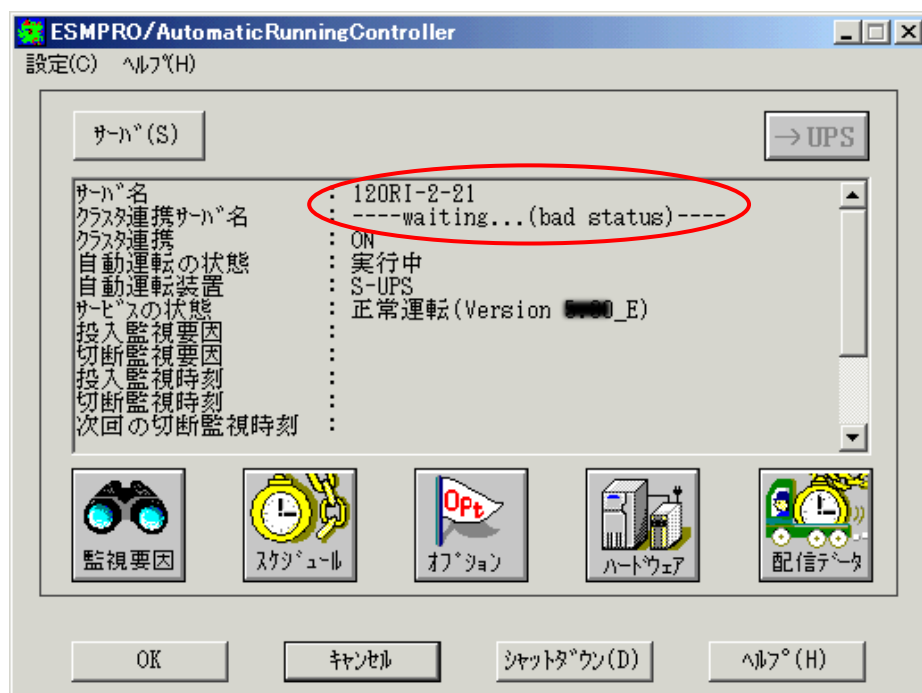 ESMPRO/AutomaticRunningController
設定(C) ﾍﾙﾌﾟ(H)
ｻｰﾊﾞ(S)
→UPS
ｻｰﾊﾞ名 : 120RI-2-21
ｸﾗｽﾀ連携ｻｰﾊﾞ名 : ----waiting...(bad status)----
ｸﾗｽﾀ連携 : ON
自動運転の状態 : 実行中
自動運転装置 : S-UPS
ｻｰﾋﾞｽの状態 : 正常運転(Version _E)
投入監視要因 :
切断監視要因 :
投入監視時刻 :
切断監視時刻 :
次回の切断監視時刻 :
監視要因 ｽｹｼﾞｭｰﾙ ｵﾌﾟｼｮﾝ ﾊｰﾄﾞｳｪｱ 配信ﾃﾞｰﾀ
OPt
OK ｷｬﾝｾﾙ ｼｬｯﾄﾀﾞｳﾝ(D) ﾍﾙﾌﾟ(H)